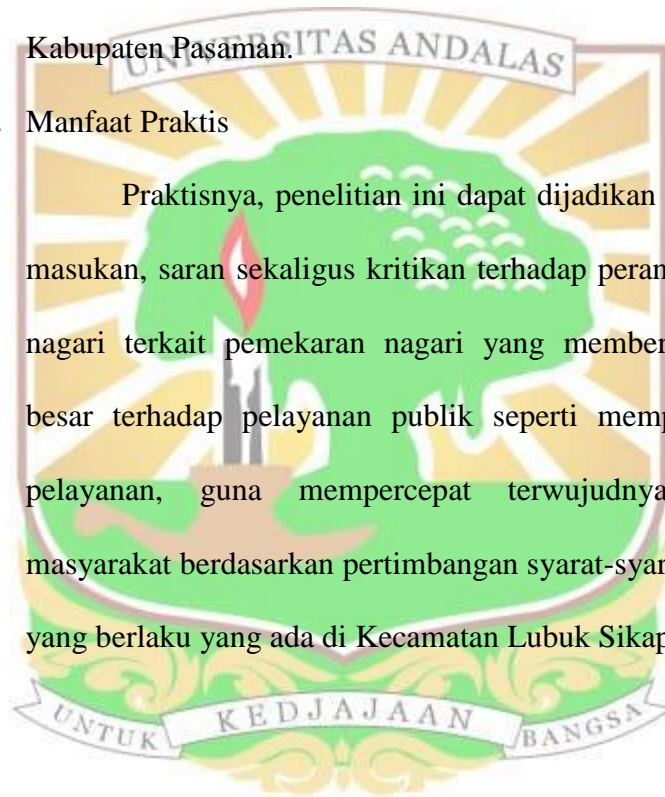 UNIVERSITAS ANDALAS
Kabupaten Pasaman.
Manfaat Praktis
Praktisnya, penelitian ini dapat dijadikan
masukan, saran sekaligus kritikan terhadap peran
nagari terkait pemekaran nagari yang member
besar terhadap pelayanan publik seperti memp
pelayanan, guna mempercepat terwujudnya
masyarakat berdasarkan pertimbangan syarat-syar
yang berlaku yang ada di Kecamatan Lubuk Sikap
UNTUK KEDJAJAAN BANGSA